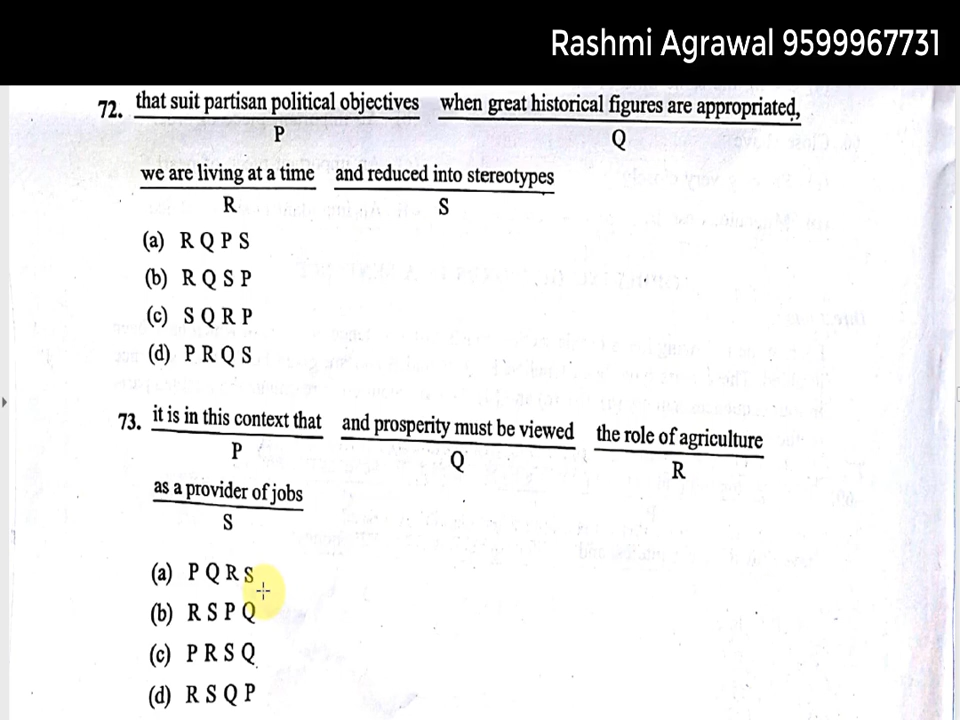 Rashmi Agrawal 9599967731
72. that suit partisan political objectives when great historical figures are appropriated,
P Q
we are living at a time and reduced into stereotypes
R S
(a) R Q P S
(b) R Q S P
(c) S Q R P
(d) P R Q S
73. it is in this context that and prosperity must be viewed the role of agriculture
P Q R
as a provider of jobs
S
(a) P Q R S
(b) R S P Q
(c) P R S Q
(d) R S Q P